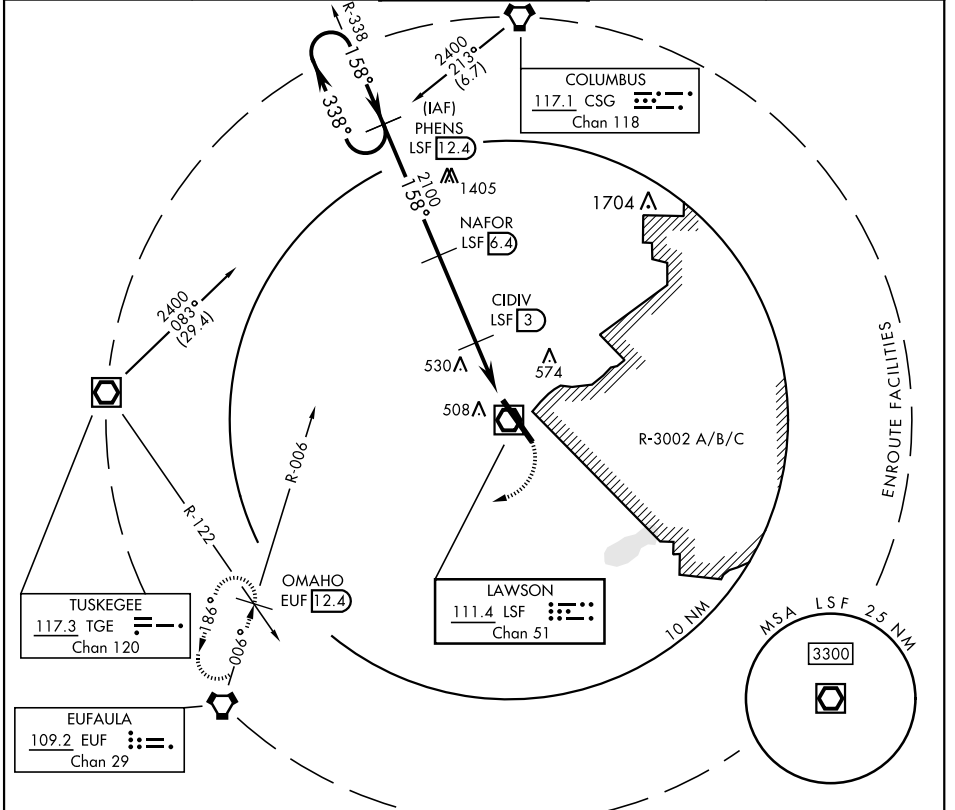 R-338
158°
338°
2400
213°
(6.7)
COLUMBUS
117.1 CSG
Chan 118
(IAF)
PHENS
LSF 12.4
1405
2100
158°
1704
NAFOR
LSF 6.4
2400
083°
(29.4)
CIDIV
LSF 3
530
574
508
R-3002 A/B/C
ENROUTE FACILITIES
R-006
R-122
OMAHO
EUF 12.4
186°
006°
TUSKEGEE
117.3 TGE
Chan 120
LAWSON
111.4 LSF
Chan 51
10 NM
MSA LSF 25 NM
3300
EUFAULA
109.2 EUF
Chan 29